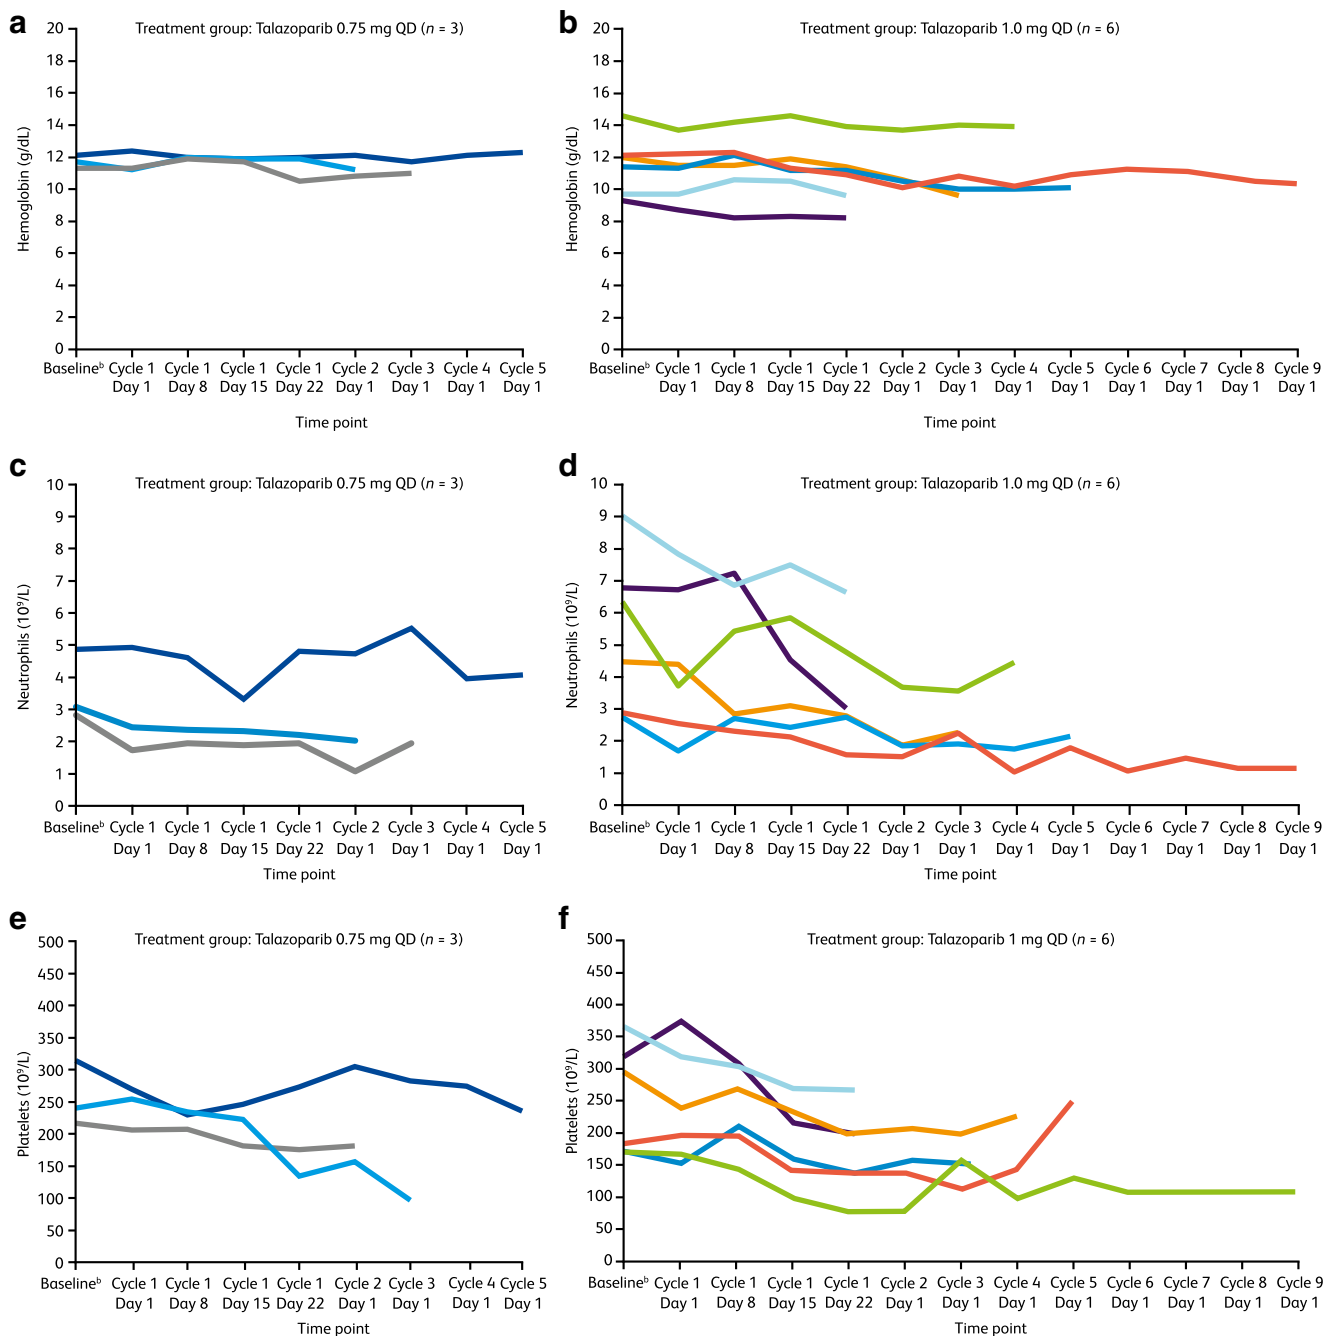 a
Treatment group: Talazoparib 0.75 mg QD (n = 3)
Hemoglobin (g/dL)
20
18
16
14
12
10
8
6
4
2
0
Baselineᵇ Cycle 1 Cycle 1 Cycle 1 Cycle 1 Cycle 2 Cycle 3 Cycle 4 Cycle 5
Day 1 Day 8 Day 15 Day 22 Day 1 Day 1 Day 1 Day 1
Time point
b
Treatment group: Talazoparib 1.0 mg QD (n = 6)
Hemoglobin (g/dL)
20
18
16
14
12
10
8
6
4
2
0
Baselineᵇ Cycle 1 Cycle 1 Cycle 1 Cycle 1 Cycle 2 Cycle 3 Cycle 4 Cycle 5 Cycle 6 Cycle 7 Cycle 8 Cycle 9
Day 1 Day 8 Day 15 Day 22 Day 1 Day 1 Day 1 Day 1 Day 1 Day 1 Day 1 Day 1
Time point
c
Treatment group: Talazoparib 0.75 mg QD (n = 3)
Neutrophils (10⁹/L)
10
9
8
7
6
5
4
3
2
1
0
Baselineᵇ Cycle 1 Cycle 1 Cycle 1 Cycle 1 Cycle 2 Cycle 3 Cycle 4 Cycle 5
Day 1 Day 8 Day 15 Day 22 Day 1 Day 1 Day 1 Day 1
Time point
d
Treatment group: Talazoparib 1.0 mg QD (n = 6)
Neutrophils (10⁹/L)
10
9
8
7
6
5
4
3
2
1
0
Baselineᵇ Cycle 1 Cycle 1 Cycle 1 Cycle 1 Cycle 2 Cycle 3 Cycle 4 Cycle 5 Cycle 6 Cycle 7 Cycle 8 Cycle 9
Day 1 Day 8 Day 15 Day 22 Day 1 Day 1 Day 1 Day 1 Day 1 Day 1 Day 1 Day 1
Time point
e
Treatment group: Talazoparib 0.75 mg QD (n = 3)
Platelets (10⁹/L)
500
450
400
350
300
250
200
150
100
50
0
Baselineᵇ Cycle 1 Cycle 1 Cycle 1 Cycle 1 Cycle 2 Cycle 3 Cycle 4 Cycle 5
Day 1 Day 8 Day 15 Day 22 Day 1 Day 1 Day 1 Day 1
Time point
f
Treatment group: Talazoparib 1 mg QD (n = 6)
Platelets (10⁹/L)
500
450
400
350
300
250
200
150
100
50
0
Baselineᵇ Cycle 1 Cycle 1 Cycle 1 Cycle 1 Cycle 2 Cycle 3 Cycle 4 Cycle 5 Cycle 6 Cycle 7 Cycle 8 Cycle 9
Day 1 Day 8 Day 15 Day 22 Day 1 Day 1 Day 1 Day 1 Day 1 Day 1 Day 1 Day 1
Time point